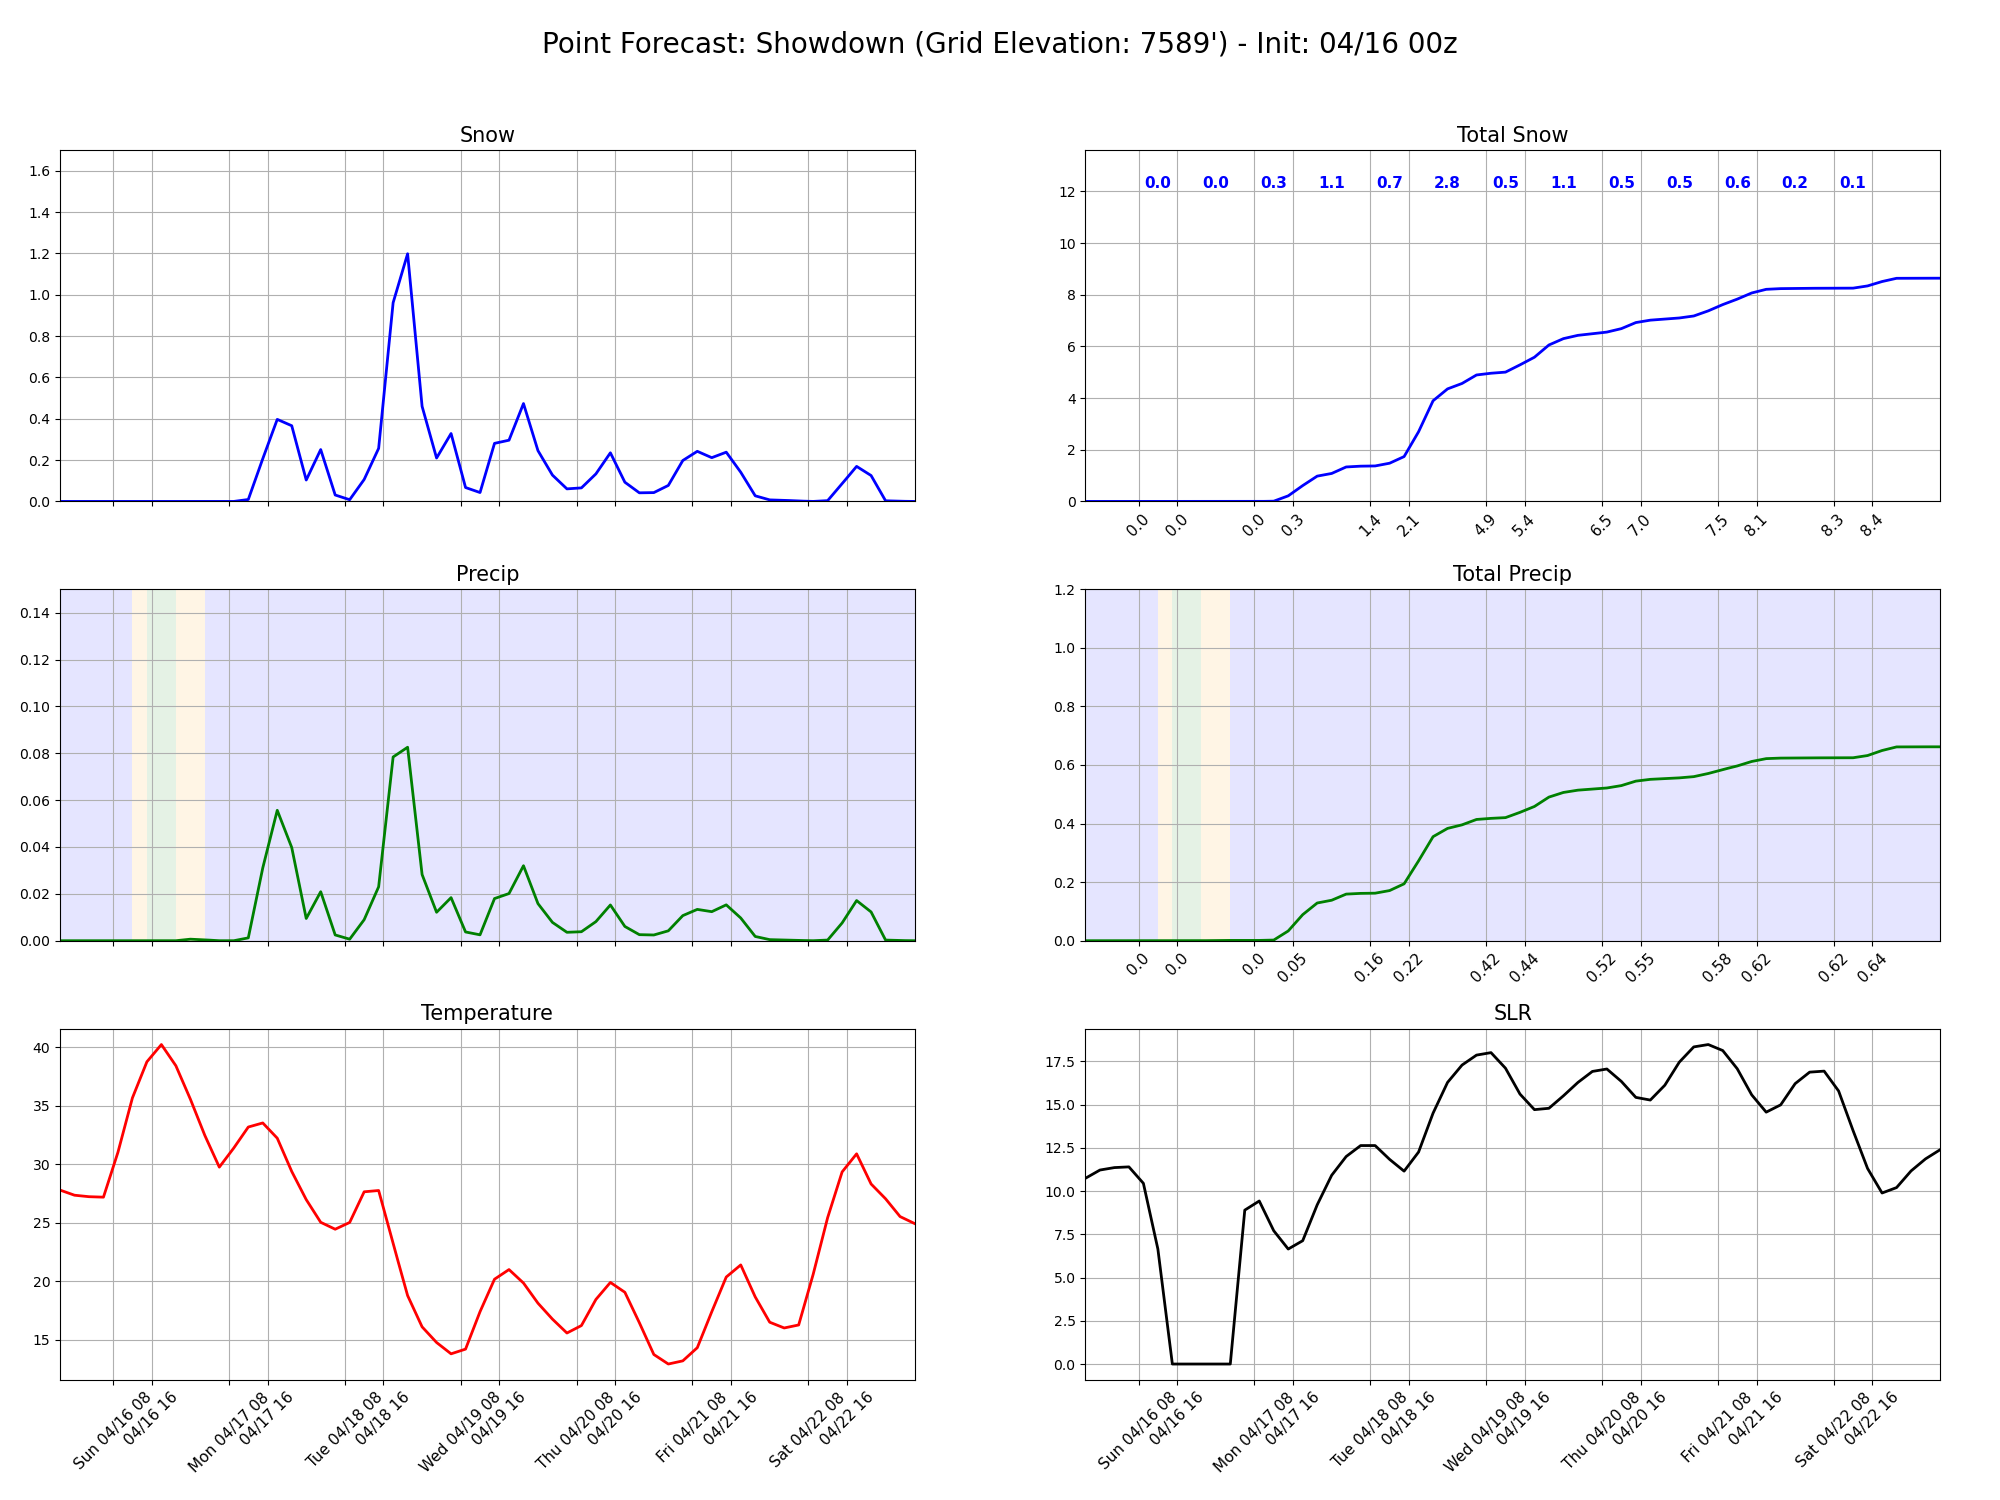 Point Forecast: Showdown (Grid Elevation: 7589') - Init: 04/16 00z
Snow
1.6
1.4
1.2
1.0
0.8
0.6
0.4
0.2
0.0
Total Snow
0.0 0.0 0.3 1.1 0.7 2.8 0.5 1.1 0.5 0.5 0.6 0.2 0.1
12
10
8
6
4
2
0
0.0 0.0 0.0 0.3 1.4 2.1 4.9 5.4 6.5 7.0 7.5 8.1 8.3 8.4
Precip
0.14
0.12
0.10
0.08
0.06
0.04
0.02
0.00
Total Precip
1.2
1.0
0.8
0.6
0.4
0.2
0.0
0.0 0.0 0.0 0.05 0.16 0.22 0.42 0.44 0.52 0.55 0.58 0.62 0.62 0.64
Temperature
40
35
30
25
20
15
Sun 04/16 08
04/16 16
Mon 04/17 08
04/17 16
Tue 04/18 08
04/18 16
Wed 04/19 08
04/19 16
Thu 04/20 08
04/20 16
Fri 04/21 08
04/21 16
Sat 04/22 08
04/22 16
SLR
17.5
15.0
12.5
10.0
7.5
5.0
2.5
0.0
Sun 04/16 08
04/16 16
Mon 04/17 08
04/17 16
Tue 04/18 08
04/18 16
Wed 04/19 08
04/19 16
Thu 04/20 08
04/20 16
Fri 04/21 08
04/21 16
Sat 04/22 08
04/22 16